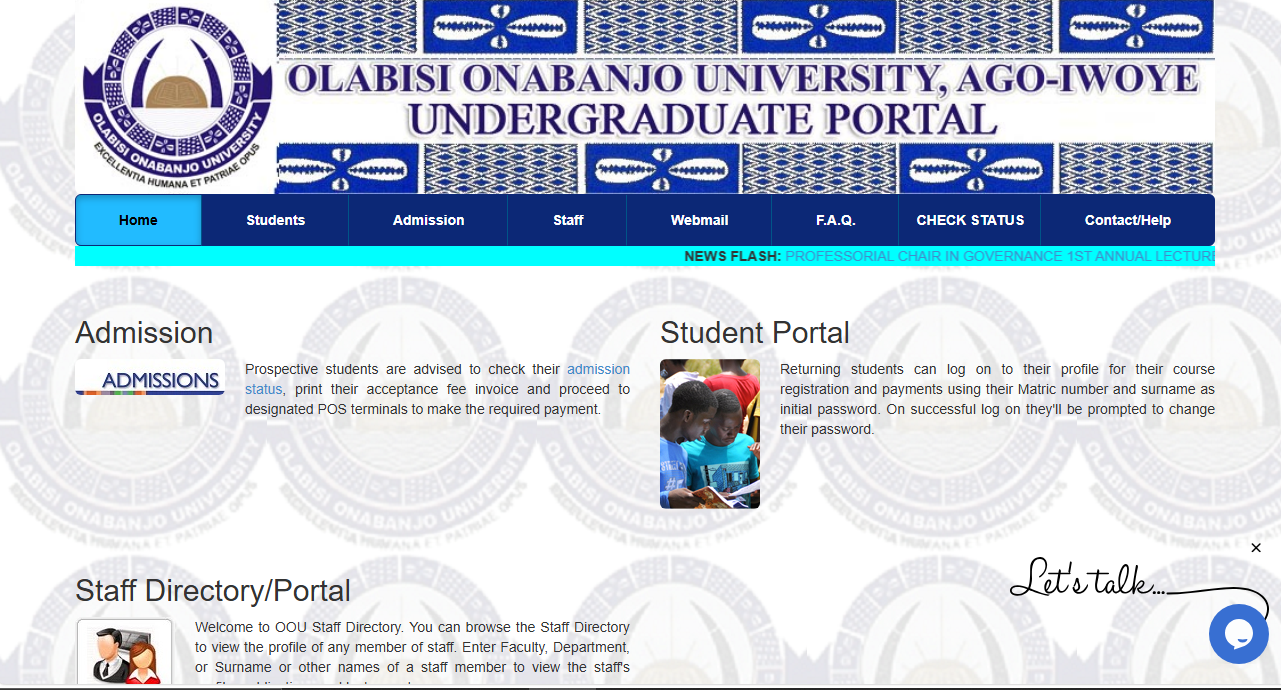 OLABISI ONABANJO UNIVERSITY
EXCELLENTIA HUMANA ET PATRIAE OPUS
OLABISI ONABANJO UNIVERSITY, AGO-IWOYE
UNDERGRADUATE PORTAL
Home Students Admission Staff Webmail F.A.Q. CHECK STATUS Contact/Help
NEWS FLASH: PROFESSORIAL CHAIR IN GOVERNANCE 1ST ANNUAL LECTURE
Admission
ADMISSIONS
Prospective students are advised to check their admission
status, print their acceptance fee invoice and proceed to
designated POS terminals to make the required payment.
Student Portal
Returning students can log on to their profile for their course
registration and payments using their Matric number and surname as
initial password. On successful log on they'll be prompted to change
their password.
Staff Directory/Portal
Welcome to OOU Staff Directory. You can browse the Staff Directory
to view the profile of any member of staff. Enter Faculty, Department,
or Surname or other names of a staff member to view the staff's
Let's talk...